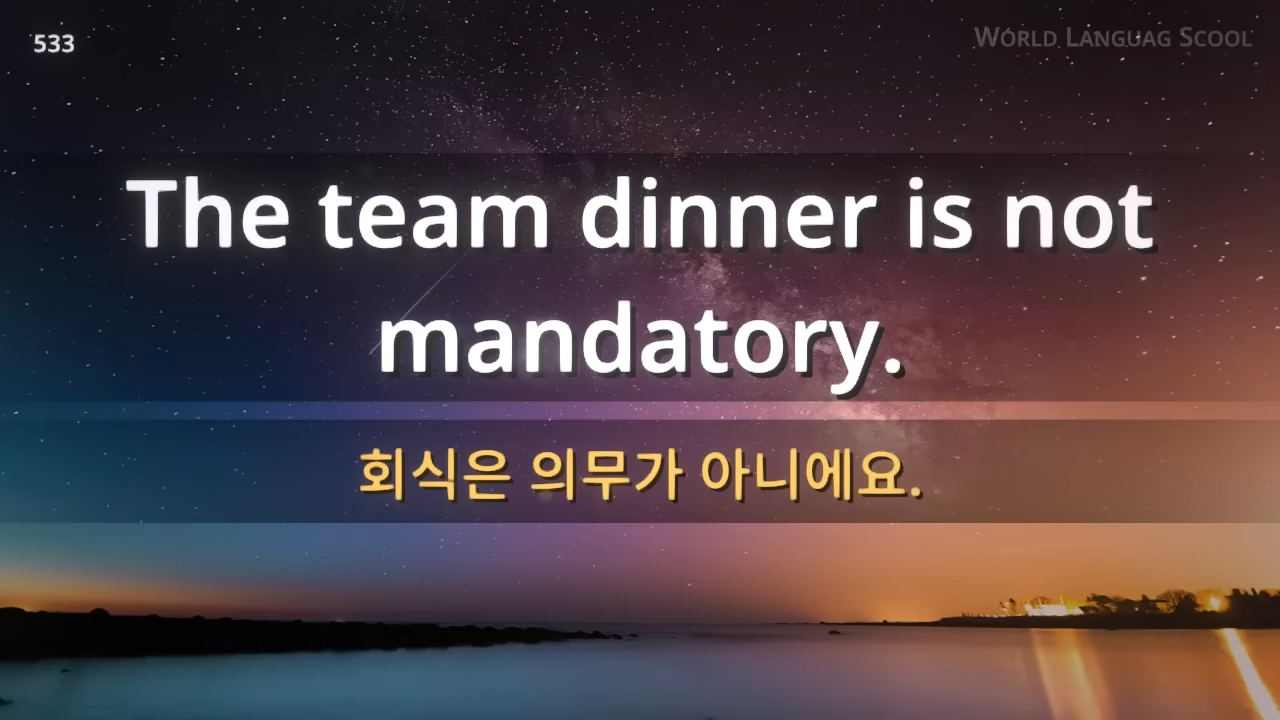 533
WORLD LANGUAG SCOOL
The team dinner is not
mandatory.
회식은 의무가 아니에요.